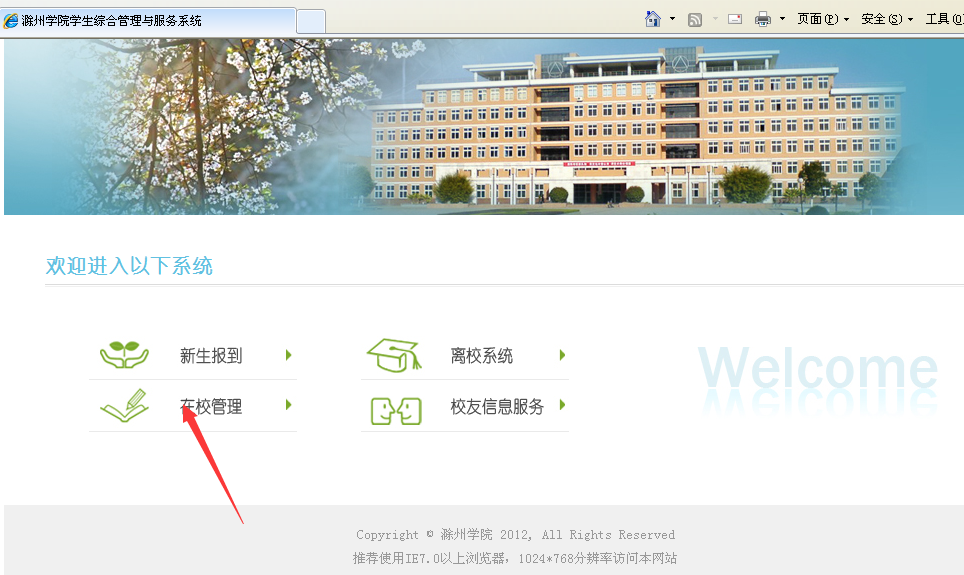 滁州学院学生综合管理与服务系统
页面(P) 安全(S) 工具(O)
欢迎进入以下系统
新生报到 离校系统
在校管理 校友信息服务
Welcome
Copyright © 滁州学院 2012, All Rights Reserved
推荐使用IE7.0以上浏览器，1024*768分辨率访问本网站